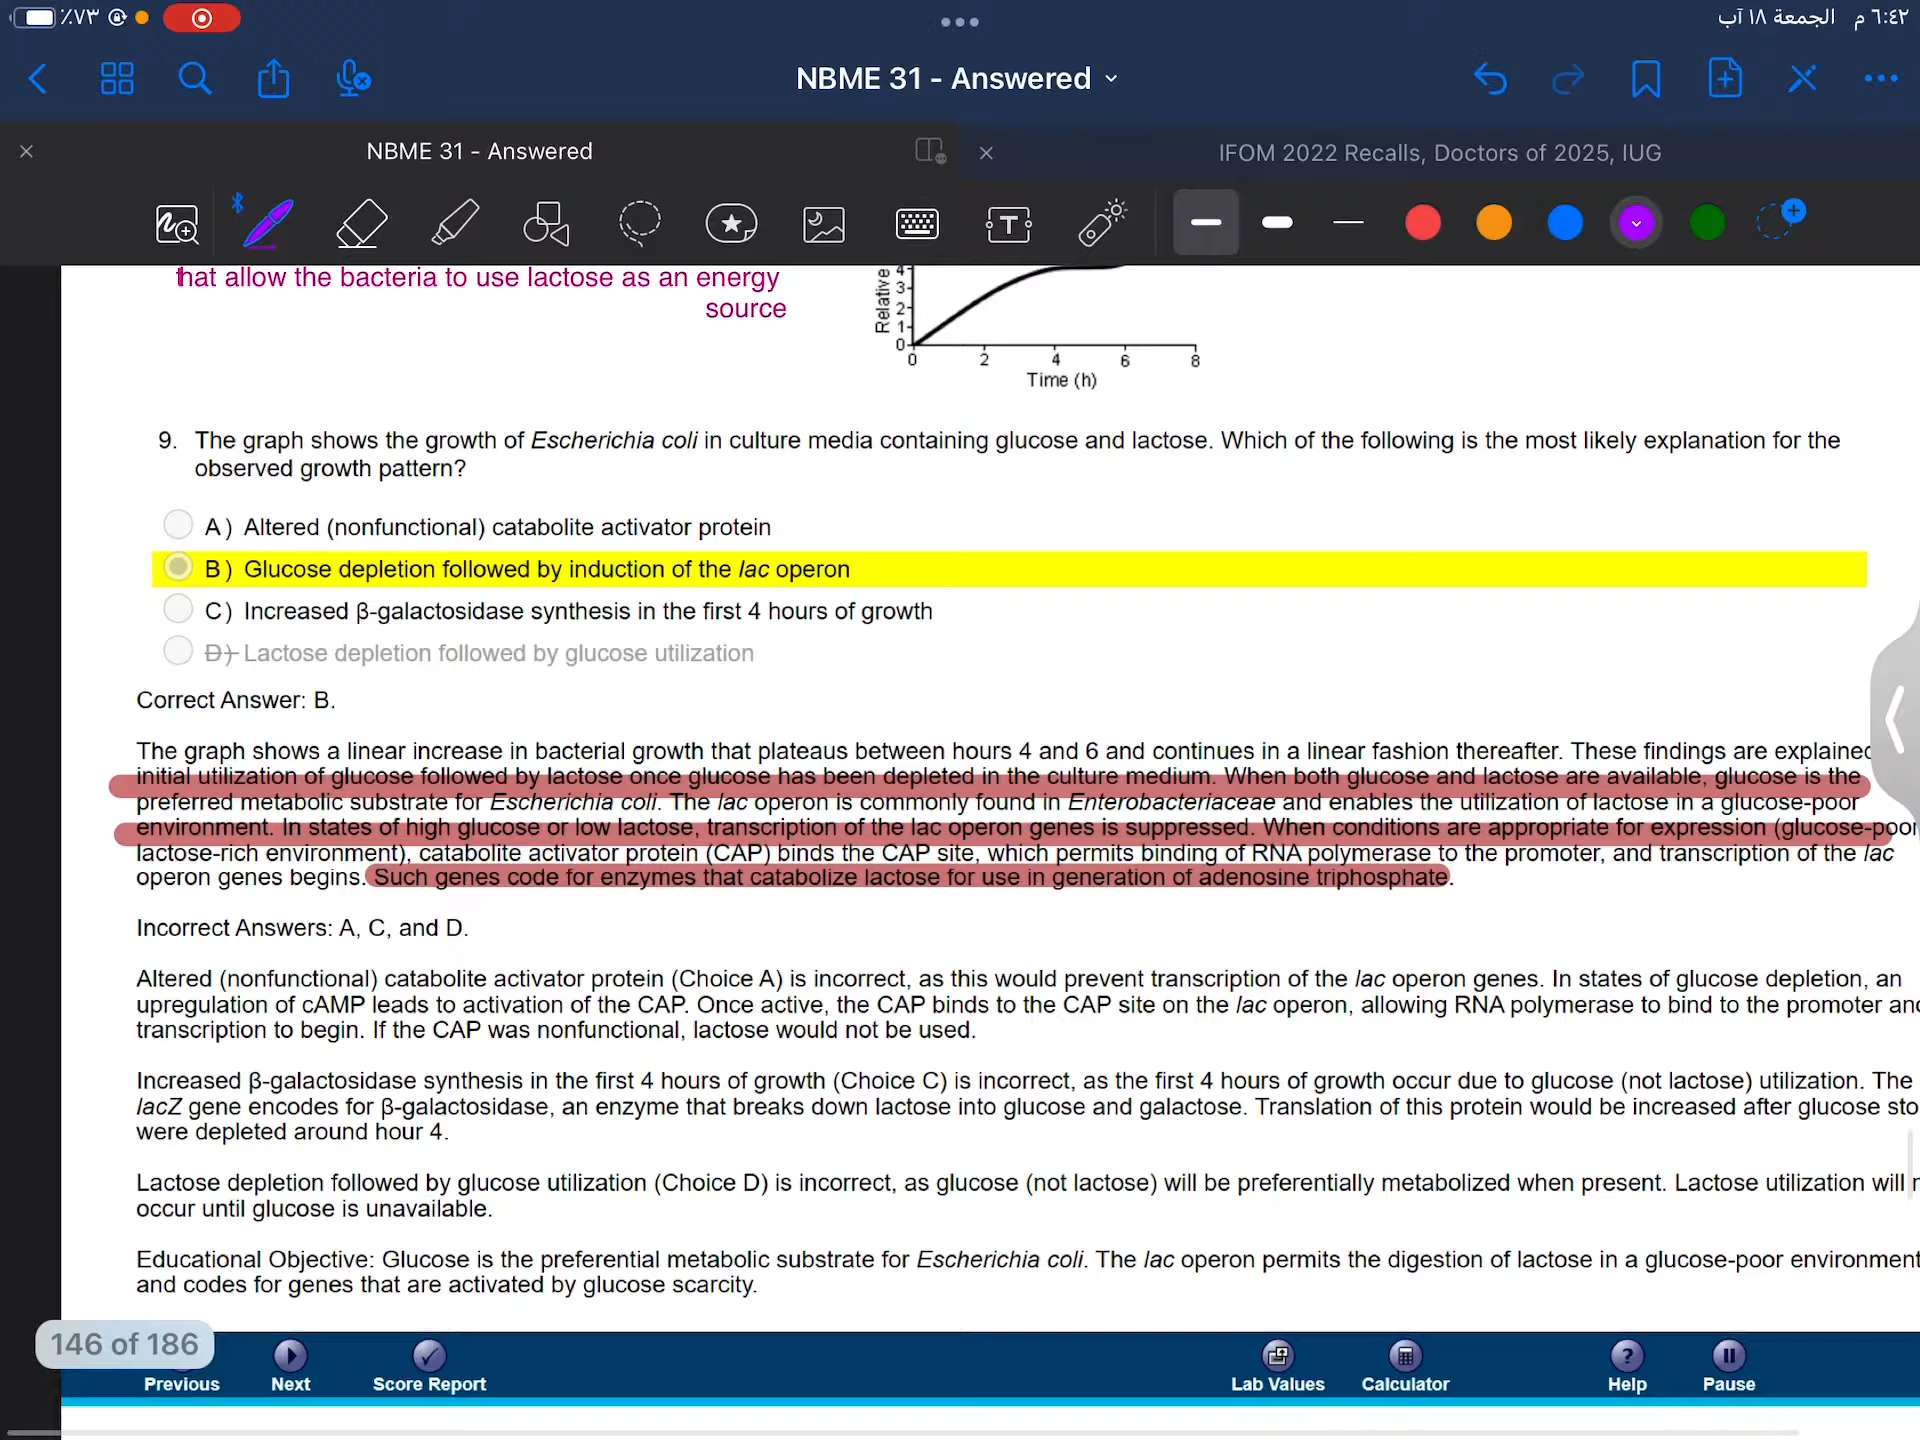 ٪٧٣
الجمعة ١٨ آب ٦:٤٢ م
NBME 31 - Answered
NBME 31 - Answered
IFOM 2022 Recalls, Doctors of 2025, IUG
hat allow the bacteria to use lactose as an energy
source
Relative
4
3
2
1
0
0 2 4 6 8
Time (h)
9. The graph shows the growth of Escherichia coli in culture media containing glucose and lactose. Which of the following is the most likely explanation for the
observed growth pattern?
A) Altered (nonfunctional) catabolite activator protein
B) Glucose depletion followed by induction of the lac operon
C) Increased β-galactosidase synthesis in the first 4 hours of growth
D) Lactose depletion followed by glucose utilization
Correct Answer: B.
The graph shows a linear increase in bacterial growth that plateaus between hours 4 and 6 and continues in a linear fashion thereafter. These findings are explained
initial utilization of glucose followed by lactose once glucose has been depleted in the culture medium. When both glucose and lactose are available, glucose is the
preferred metabolic substrate for Escherichia coli. The lac operon is commonly found in Enterobacteriaceae and enables the utilization of lactose in a glucose-poor
environment. In states of high glucose or low lactose, transcription of the lac operon genes is suppressed. When conditions are appropriate for expression (glucose-poor
lactose-rich environment), catabolite activator protein (CAP) binds the CAP site, which permits binding of RNA polymerase to the promoter, and transcription of the lac
operon genes begins. Such genes code for enzymes that catabolize lactose for use in generation of adenosine triphosphate.
Incorrect Answers: A, C, and D.
Altered (nonfunctional) catabolite activator protein (Choice A) is incorrect, as this would prevent transcription of the lac operon genes. In states of glucose depletion, an
upregulation of cAMP leads to activation of the CAP. Once active, the CAP binds to the CAP site on the lac operon, allowing RNA polymerase to bind to the promoter and
transcription to begin. If the CAP was nonfunctional, lactose would not be used.
Increased β-galactosidase synthesis in the first 4 hours of growth (Choice C) is incorrect, as the first 4 hours of growth occur due to glucose (not lactose) utilization. The
lacZ gene encodes for β-galactosidase, an enzyme that breaks down lactose into glucose and galactose. Translation of this protein would be increased after glucose sto
were depleted around hour 4.
Lactose depletion followed by glucose utilization (Choice D) is incorrect, as glucose (not lactose) will be preferentially metabolized when present. Lactose utilization will
occur until glucose is unavailable.
Educational Objective: Glucose is the preferential metabolic substrate for Escherichia coli. The lac operon permits the digestion of lactose in a glucose-poor environment
and codes for genes that are activated by glucose scarcity.
146 of 186
Previous
Next
Score Report
Lab Values
Calculator
Help
Pause